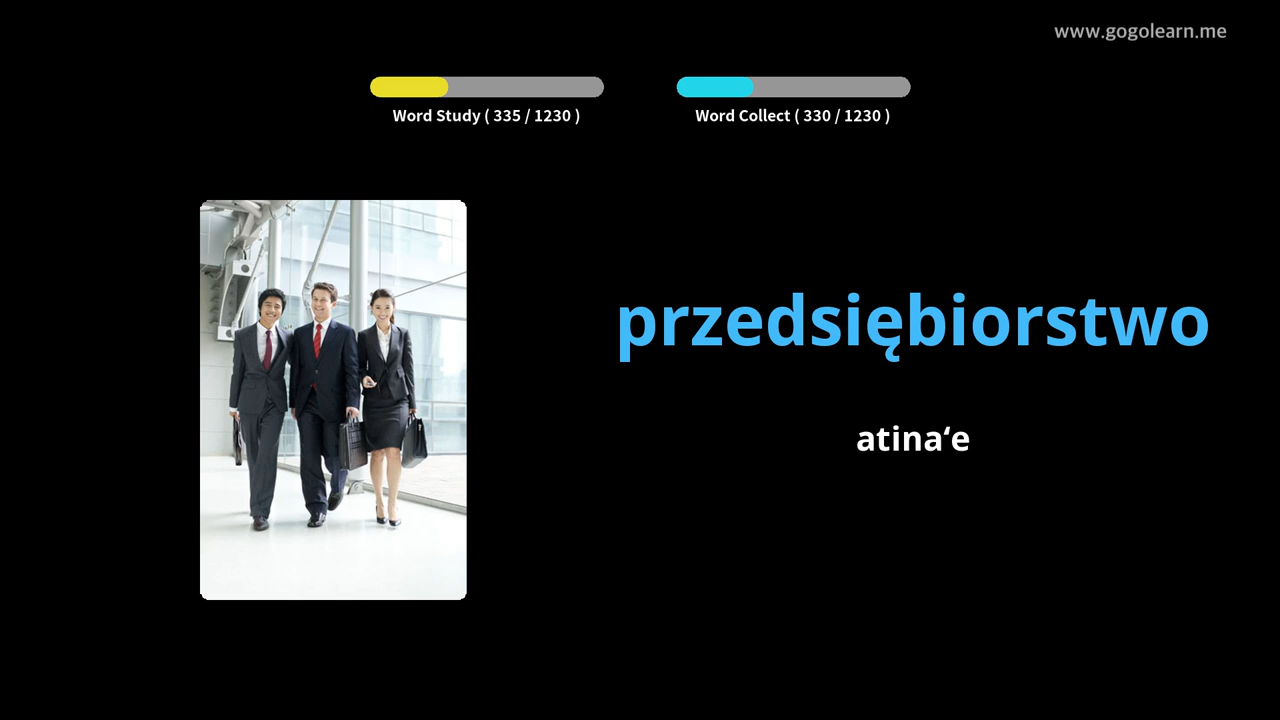 www.gogolearn.me
Word Study ( 335 / 1230 )
Word Collect ( 330 / 1230 )
przedsiębiorstwo
atina‘e